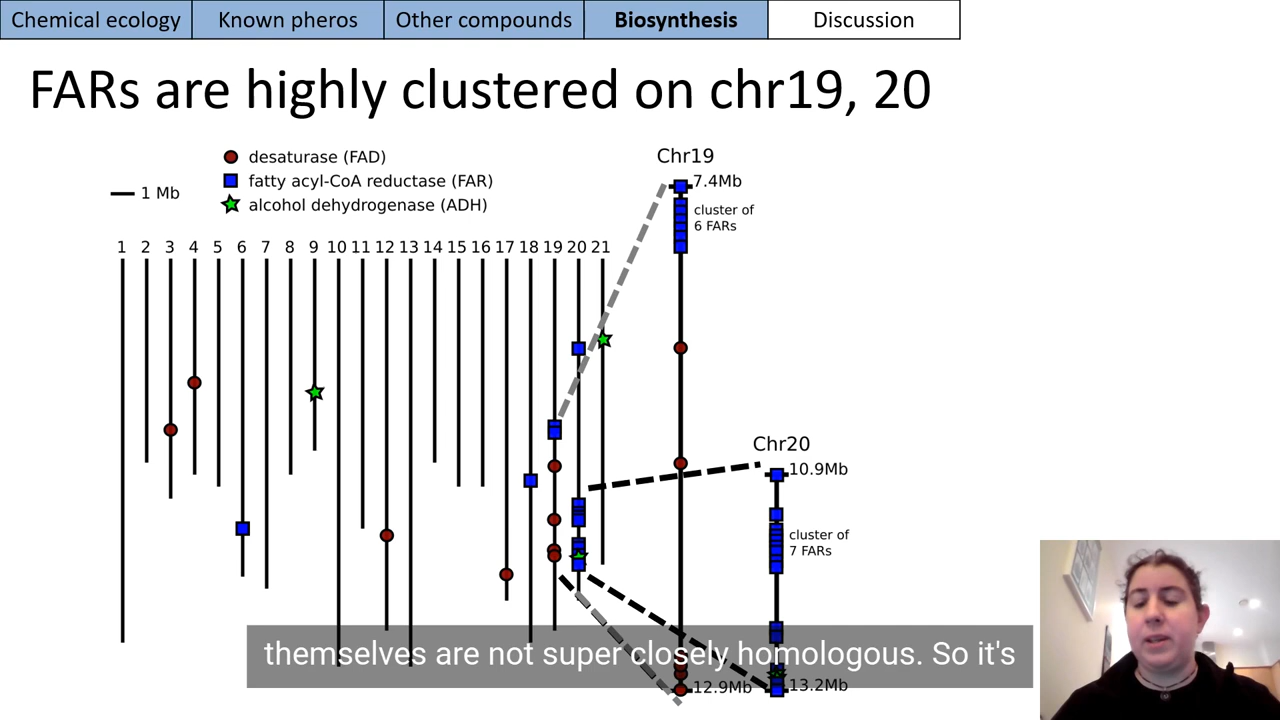 Chemical ecology Known pheros Other compounds Biosynthesis Discussion
FARs are highly clustered on chr19, 20
desaturase (FAD)
fatty acyl-CoA reductase (FAR)
alcohol dehydrogenase (ADH)
1 Mb
1 2 3 4 5 6 7 8 9 10 11 12 13 14 15 16 17 18 19 20 21
Chr19
7.4Mb
cluster of
6 FARs
Chr20
10.9Mb
cluster of
7 FARs
12.9Mb
13.2Mb
themselves are not super closely homologous. So it's